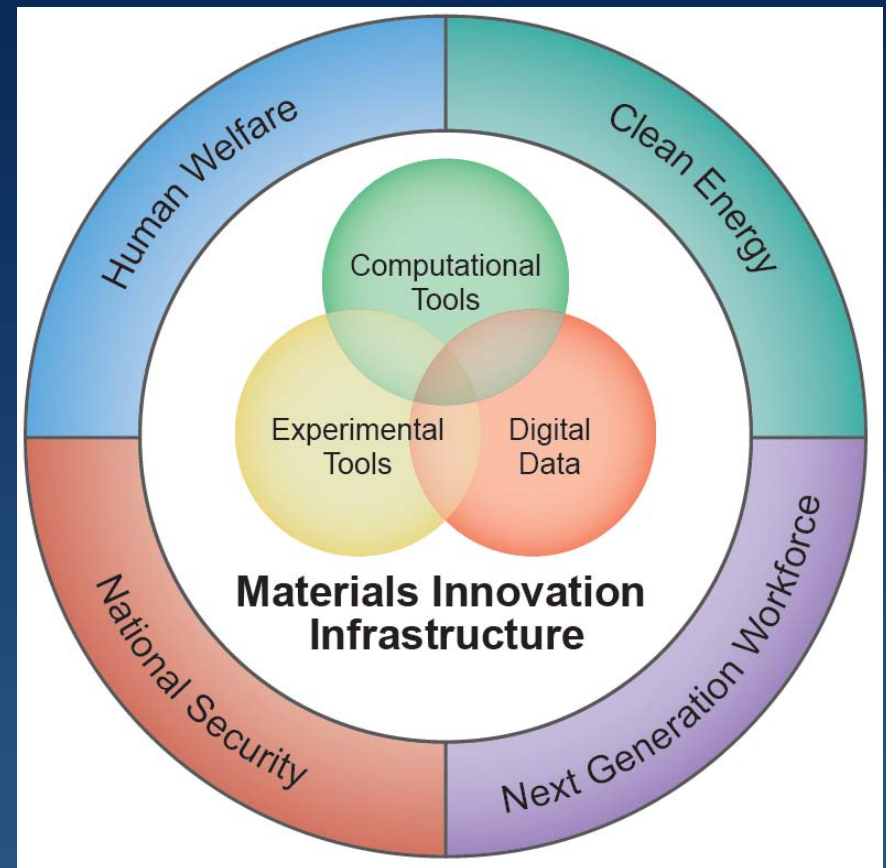 Human Welfare
Clean Energy
Computational
Tools
Experimental
Tools
Digital
Data
Materials Innovation
Infrastructure
National Security
Next Generation Workforce